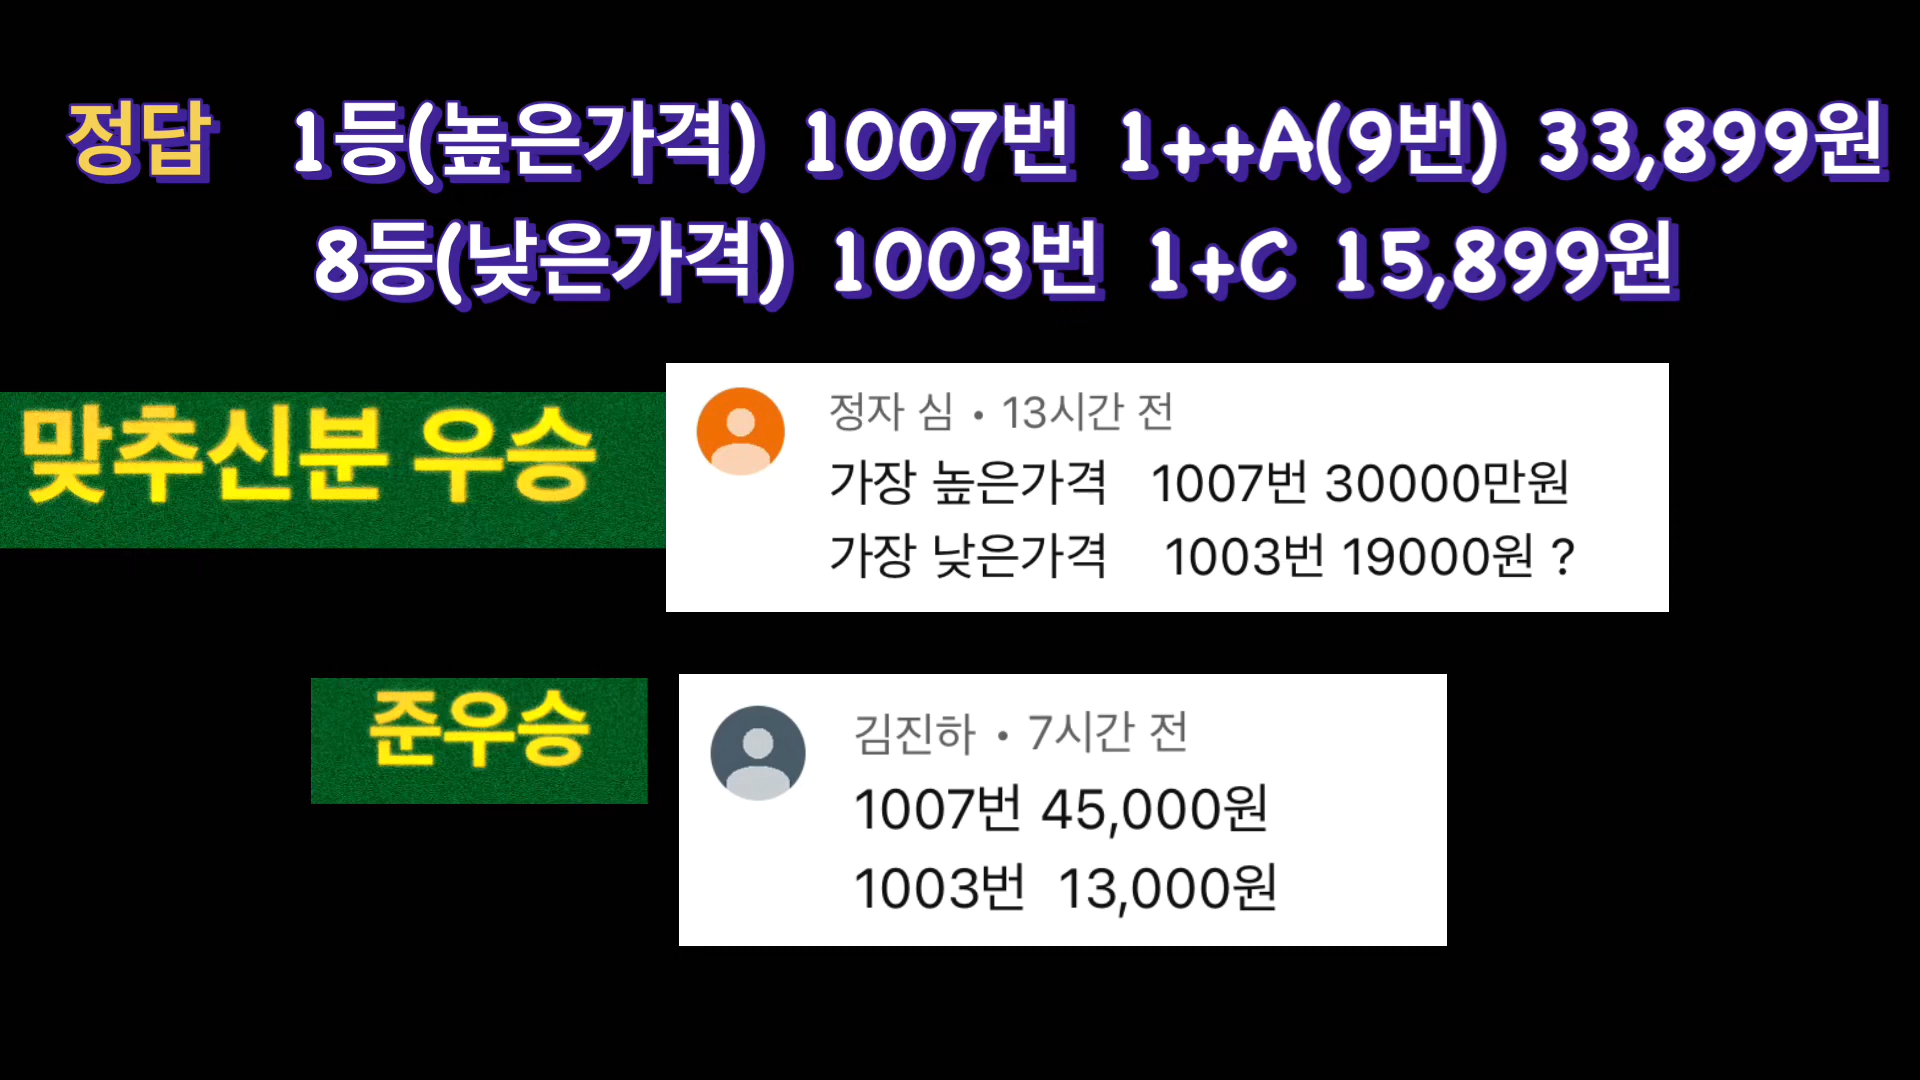 정답 1등(높은가격) 1007번 1++A(9번) 33,899원
8등(낮은가격) 1003번 1+C 15,899원
맞추신분 우승
정자 심 • 13시간 전
가장 높은가격 1007번 30000만원
가장 낮은가격 1003번 19000원 ?
준우승
김진하 • 7시간 전
1007번 45,000원
1003번 13,000원